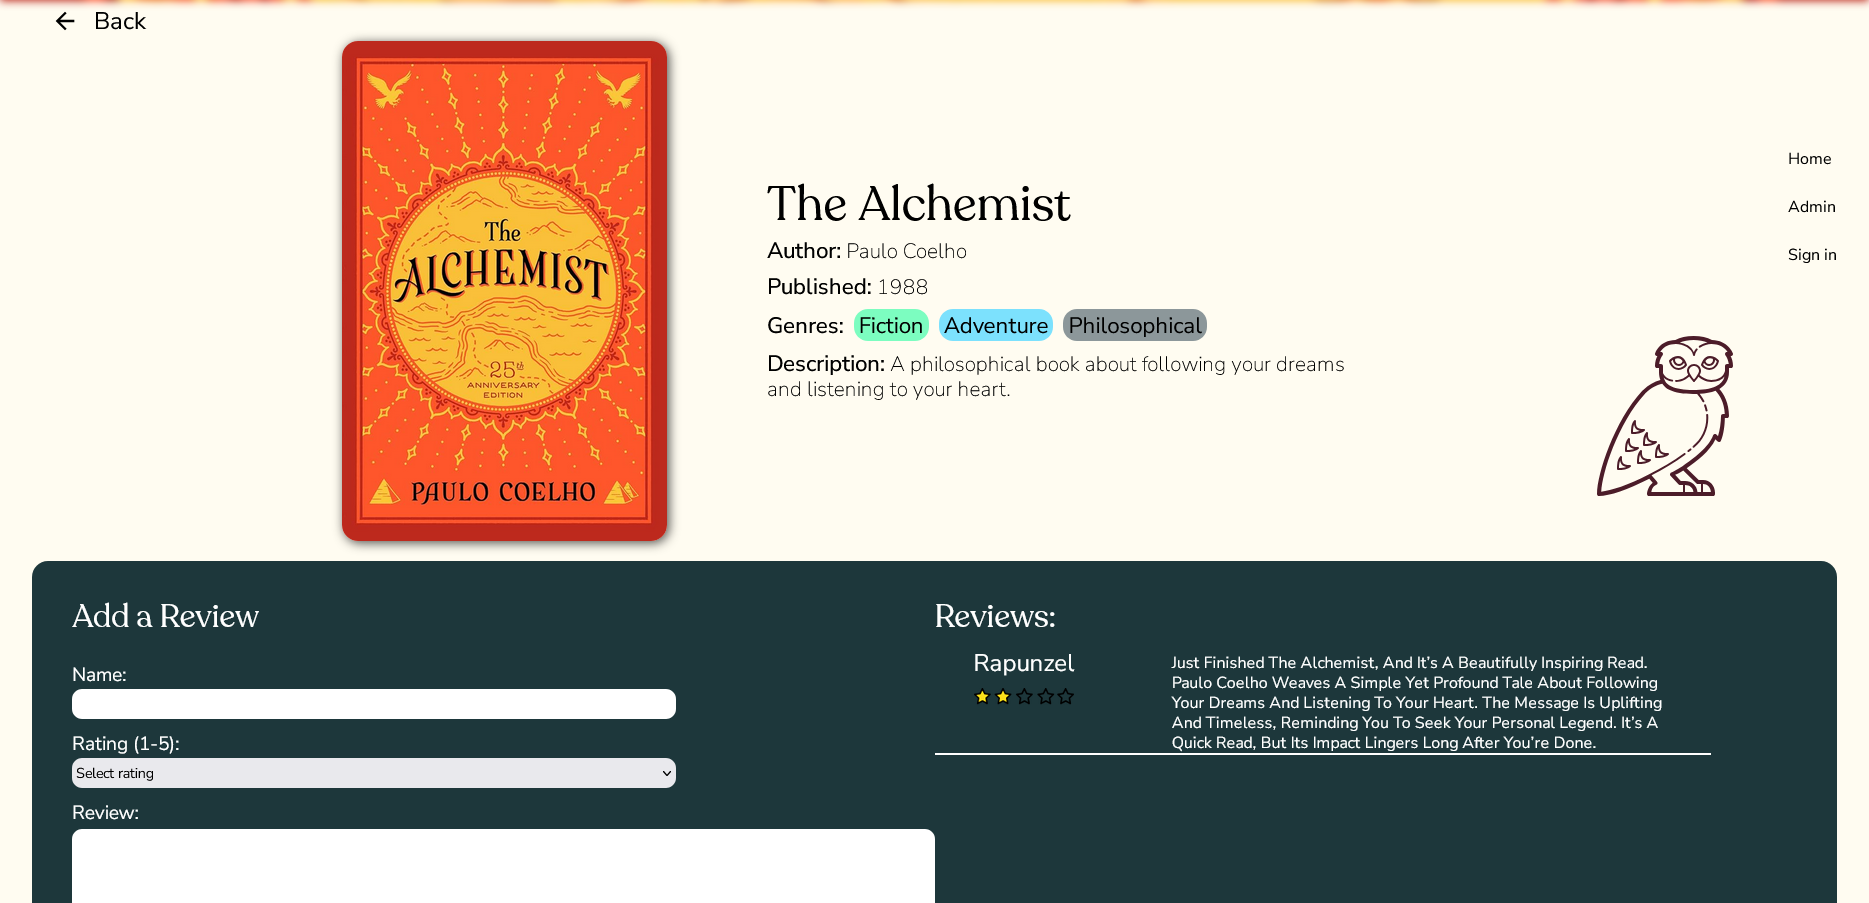 Back
The
ALCHEMIST
25th
ANNIVERSARY
EDITION
PAULO COELHO
The Alchemist
Author: Paulo Coelho
Published: 1988
Genres: Fiction Adventure Philosophical
Description: A philosophical book about following your dreams
and listening to your heart.
Home
Admin
Sign in
Add a Review
Name:
Rating (1-5):
Select rating
Review:
Reviews:
Rapunzel
Just Finished The Alchemist, And It’s A Beautifully Inspiring Read.
Paulo Coelho Weaves A Simple Yet Profound Tale About Following
Your Dreams And Listening To Your Heart. The Message Is Uplifting
And Timeless, Reminding You To Seek Your Personal Legend. It’s A
Quick Read, But Its Impact Lingers Long After You’re Done.